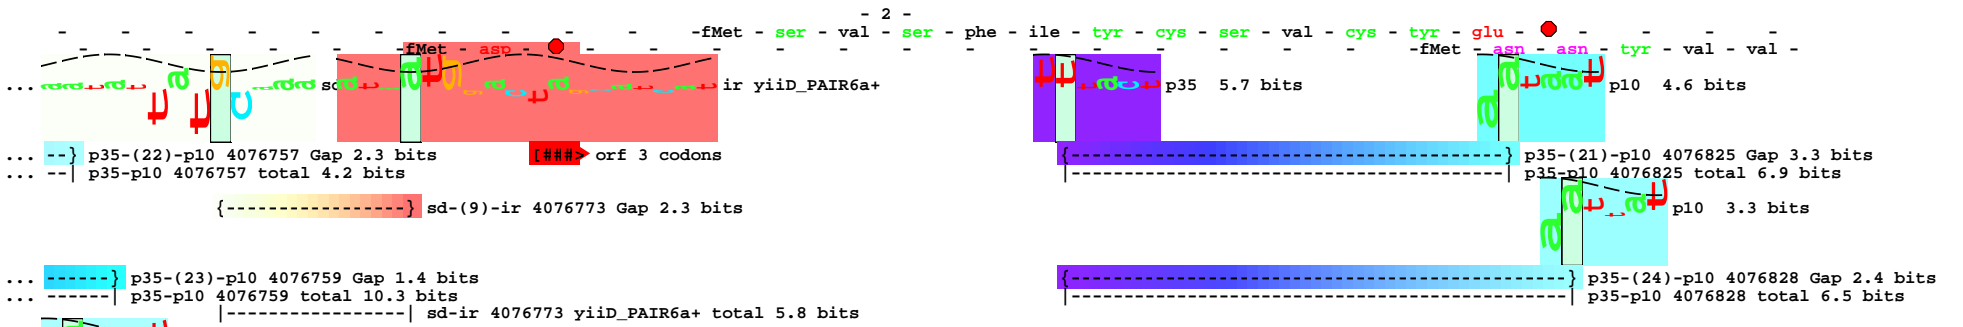 - 2 -
- - - - - - - - -fMet - ser - val - ser - phe - ile - tyr - cys - ser - val - cys - tyr - glu - - - -
- - - - - fMet - asp - - - - - - - - - - - - - - -fMet - asn - asn - tyr - val - val -
... sd ir yiiD_PAIR6a+ p35 5.7 bits p10 4.6 bits
... --} p35-(22)-p10 4076757 Gap 2.3 bits [###> orf 3 codons {------------------------------------------} p35-(21)-p10 4076825 Gap 3.3 bits
... --| p35-p10 4076757 total 4.2 bits |-----------------------------------------| p35-p10 4076825 total 6.9 bits
{-----------------} sd-(9)-ir 4076773 Gap 2.3 bits p10 3.3 bits
... ------} p35-(23)-p10 4076759 Gap 1.4 bits {------------------------------------------------} p35-(24)-p10 4076828 Gap 2.4 bits
... ------| p35-p10 4076759 total 10.3 bits |-----------------------------------------------| p35-p10 4076828 total 6.5 bits
|-----------------| sd-ir 4076773 yiiD_PAIR6a+ total 5.8 bits